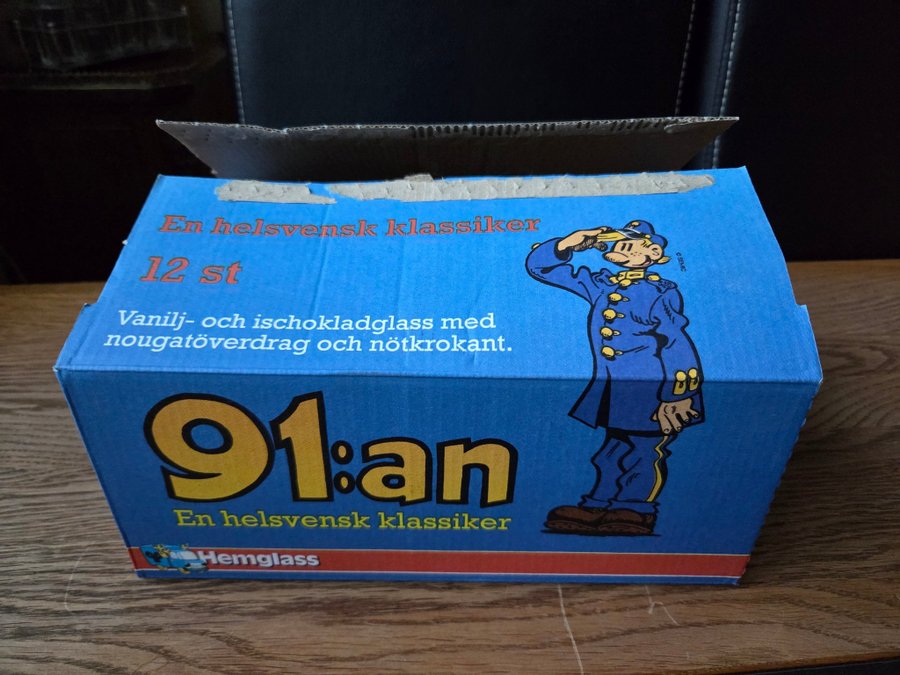 En helsvensk klassiker
12 st
Vanilj- och ischokladglass med
nougatöverdrag och nötkrokant.
91:an
En helsvensk klassiker
Hemglass